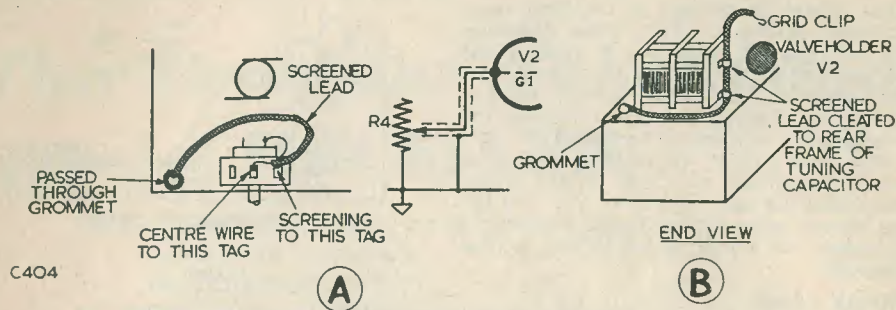 SCREENED
LEAD
PASSED
THROUGH
GROMMET
CENTRE WIRE
TO THIS TAG
SCREENING
TO THIS TAG
C404
A
R4
V2
G1
GRID CLIP
VALVEHOLDER
V2
SCREENED
LEAD CLEATED
TO REAR
FRAME OF
TUNING
CAPACITOR
GROMMET
END VIEW
B